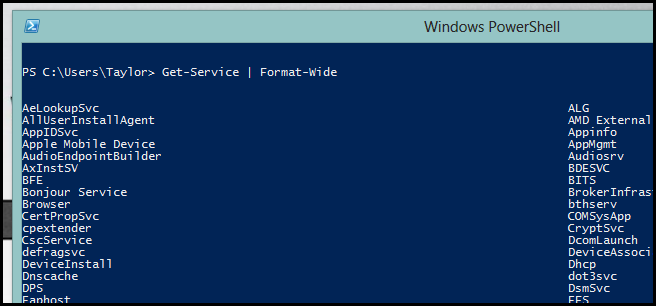 Windows PowerShell
PS C:\Users\Taylor> Get-Service | Format-Wide
AeLookupSvc ALG
AllUserInstallAgent AMD External
AppIDSvc Appinfo
Apple Mobile Device AppMgmt
AudioEndpointBuilder Audiosrv
AxInstSV BDESVC
BFE BITS
Bonjour Service BrokerInfras
Browser bthserv
CertPropSvc COMSysApp
cpextender CryptSvc
CscService DcomLaunch
defragsvc DeviceAssoci
DeviceInstall Dhcp
Dnscache dot3svc
DPS DsmSvc
Eaphost EFS